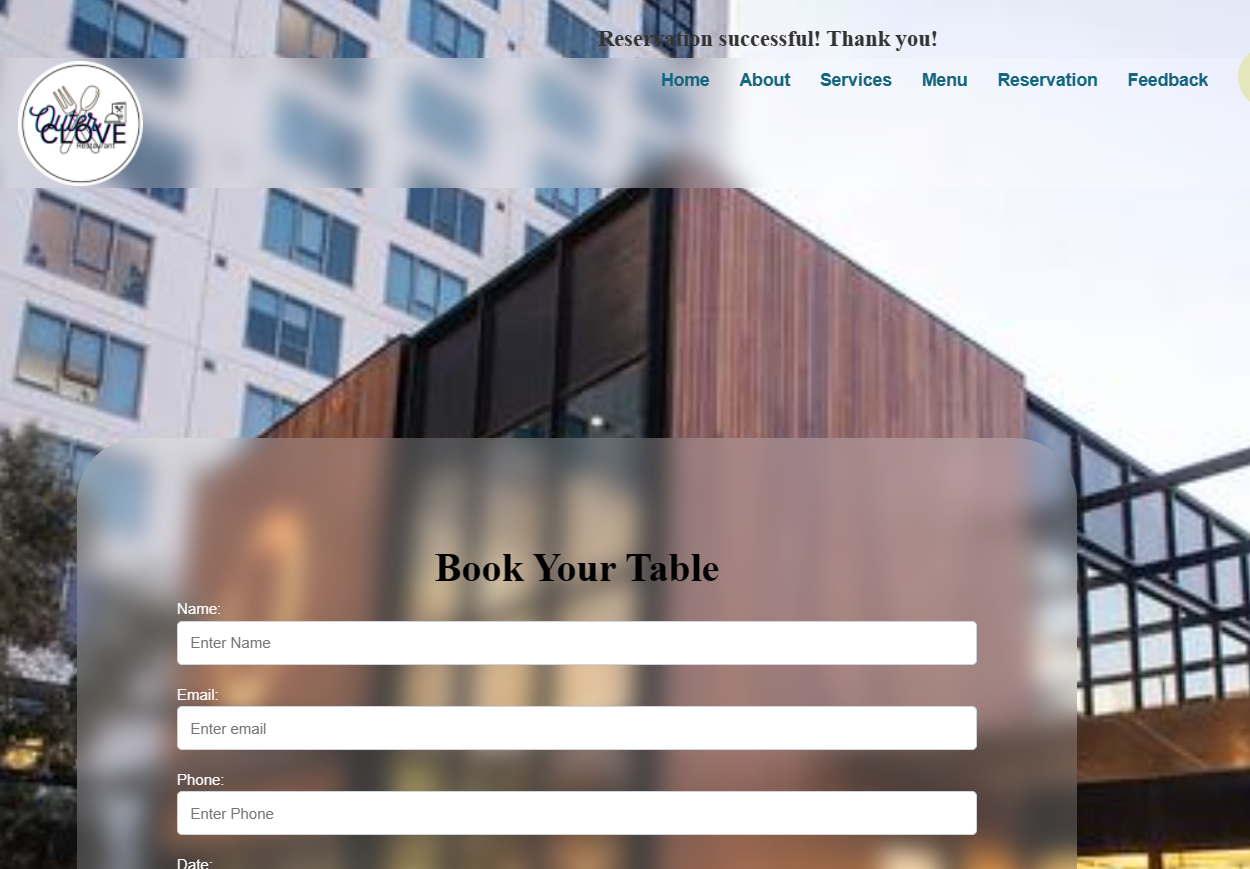 Reservation successful! Thank you!
Home About Services Menu Reservation Feedback
Outer
CLOVE
Restaurant
Book Your Table
Name:
Enter Name
Email:
Enter email
Phone:
Enter Phone
Date: